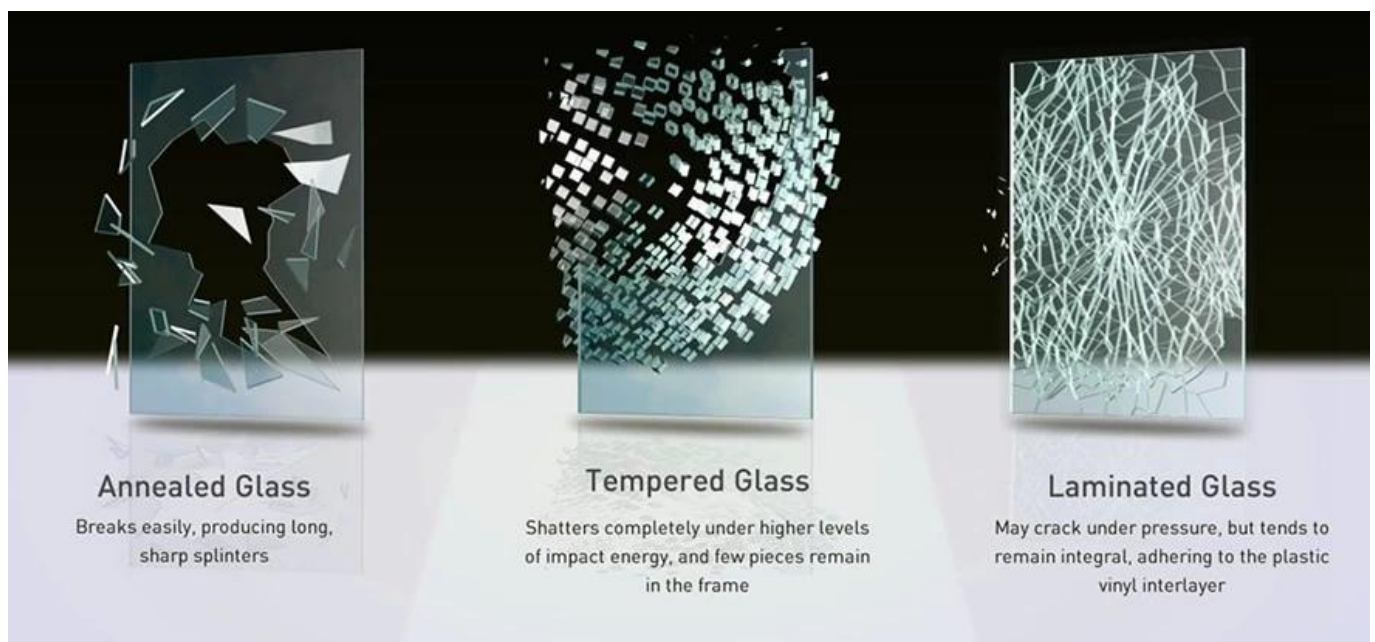 Annealed Glass
Breaks easily, producing long,
sharp splinters
Tempered Glass
Shatters completely under higher levels
of impact energy, and few pieces remain
in the frame
Laminated Glass
May crack under pressure, but tends to
remain integral, adhering to the plastic
vinyl interlayer